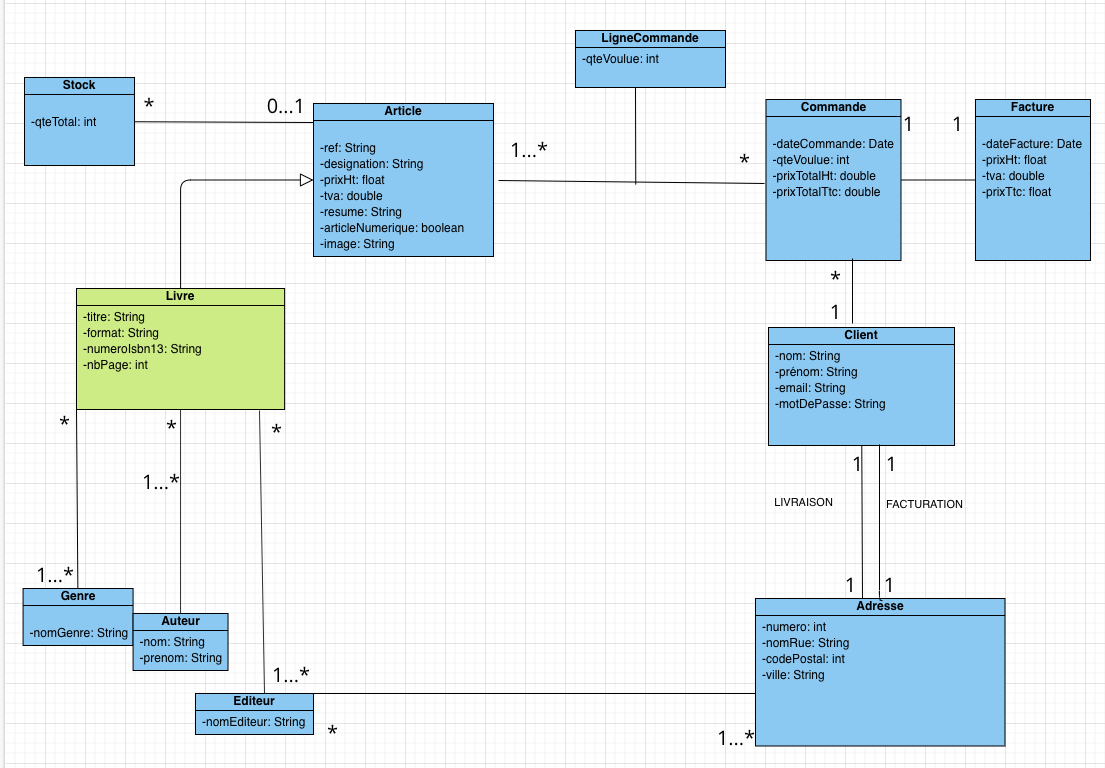 LigneCommande
-qteVoulue: int
Stock
-qteTotal: int
*
0...1
Article
-ref: String
-designation: String
-prixHt: float
-tva: double
-resume: String
-articleNumerique: boolean
-image: String
1...*
*
Commande
-dateCommande: Date
-qteVoulue: int
-prixTotalHt: double
-prixTotalTtc: double
1
1
Facture
-dateFacture: Date
-prixHt: float
-tva: double
-prixTtc: float
*
1
Livre
-titre: String
-format: String
-numeroIsbn13: String
-nbPage: int
Client
-nom: String
-prénom: String
-email: String
-motDePasse: String
*
*
*
1...*
1
1
LIVRAISON
FACTURATION
1
1
1...*
Genre
-nomGenre: String
Auteur
-nom: String
-prenom: String
1...*
Editeur
-nomEditeur: String
*
Adresse
-numero: int
-nomRue: String
-codePostal: int
-ville: String
1...*